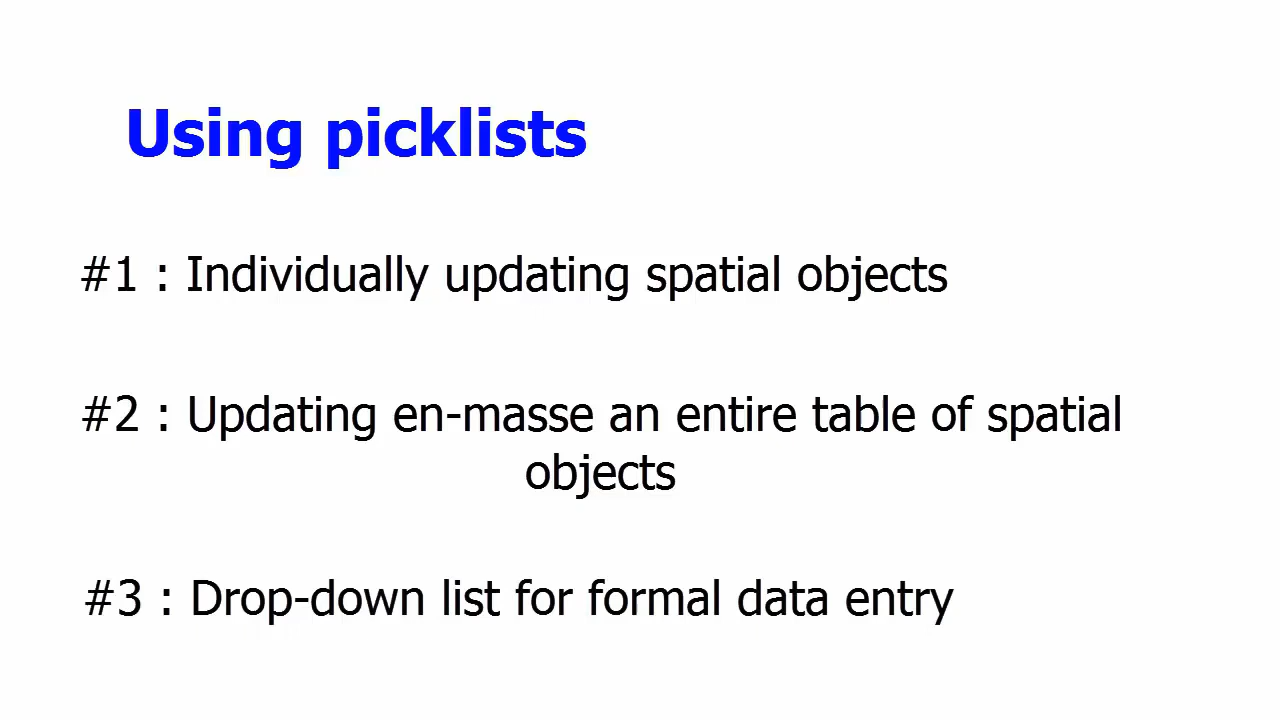 Using picklists
#1 : Individually updating spatial objects
#2 : Updating en-masse an entire table of spatial
objects
#3 : Drop-down list for formal data entry